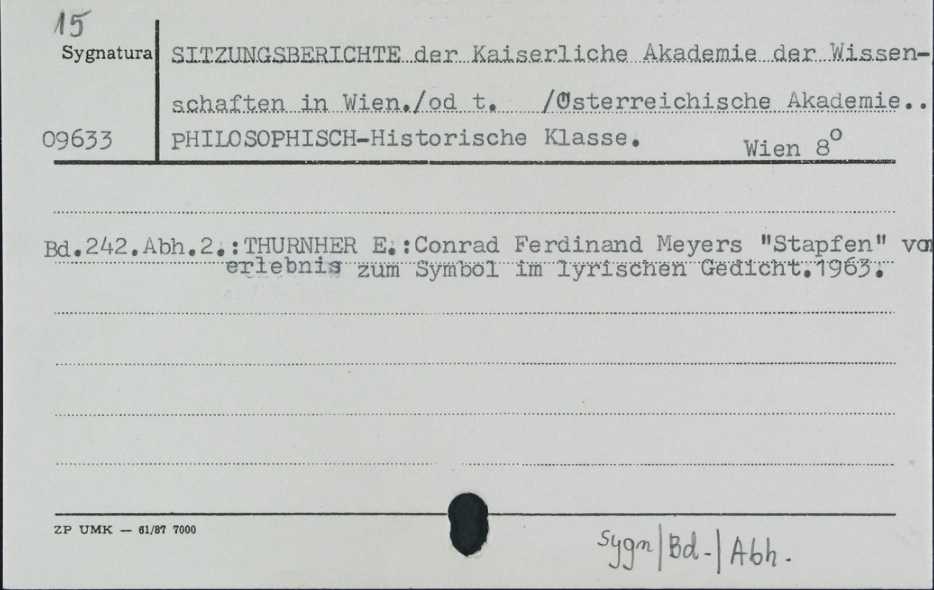 15
Sygnatura
SITZUNGSBERICHTE der Kaiserliche Akademie der Wissen-
schaften in Wien./od t. /Österreichische Akademie..
09633 PHILOSOPHISCH-Historische Klasse. Wien 8°
Bd.242.Abh.2.:THURNHER E.:Conrad Ferdinand Meyers "Stapfen"
erlebnis zum Symbol im lyrischen Gedicht.1963.
ZP UMK — 61/87 7000
Sygn/Bd-/Abh.